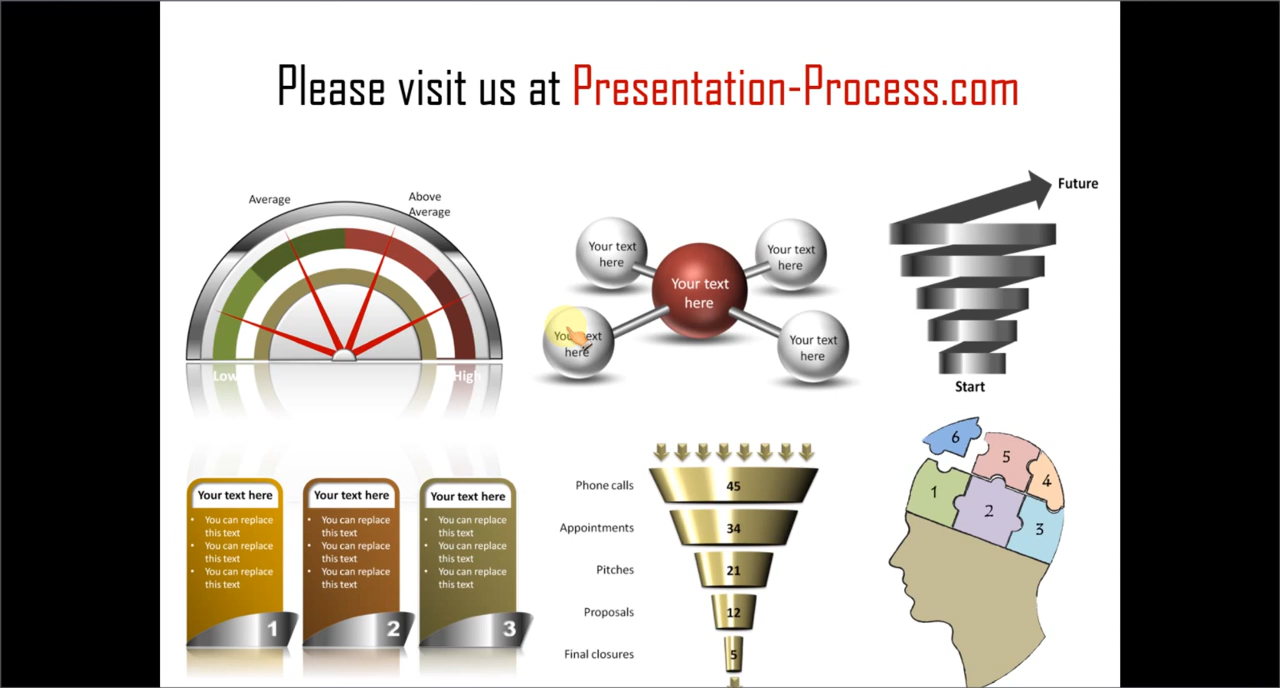 Please visit us at Presentation-Process.com
Average
Above
Average
Low
High
Your text
here
Your text
here
Your text
here
Your text
here
Your text
here
Future
Start
Your text here
• You can replace
this text
• You can replace
this text
• You can replace
this text
1
Your text here
• You can replace
this text
• You can replace
this text
• You can replace
this text
2
Your text here
• You can replace
this text
• You can replace
this text
• You can replace
this text
3
Phone calls 45
Appointments 34
Pitches 21
Proposals 12
Final closures 5
6
5
4
1
2
3